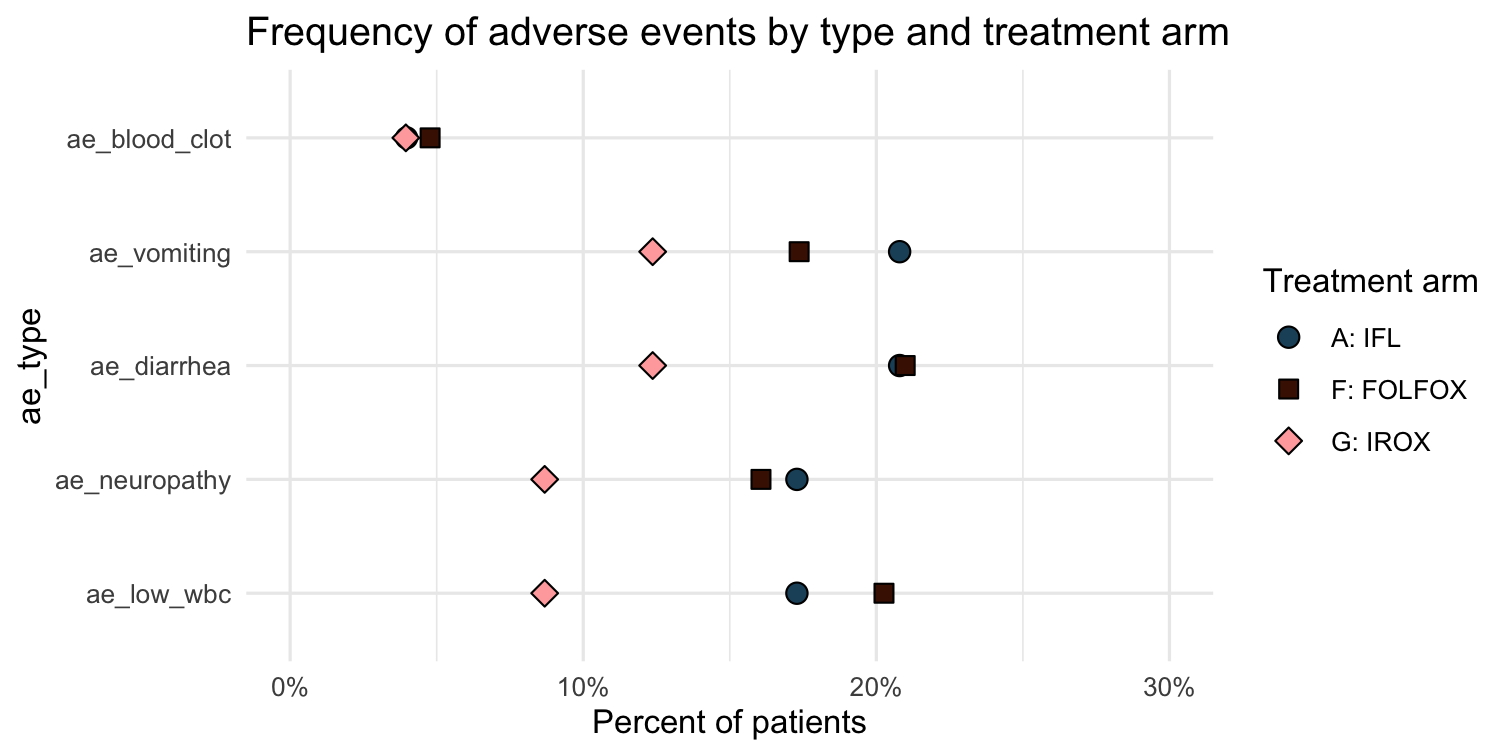 Frequency of adverse events by type and treatment arm
ae_blood_clot
ae_vomiting
ae_diarrhea
ae_neuropathy
ae_low_wbc
ae_type
0%
10%
20%
30%
Percent of patients
Treatment arm
A: IFL
F: FOLFOX
G: IROX